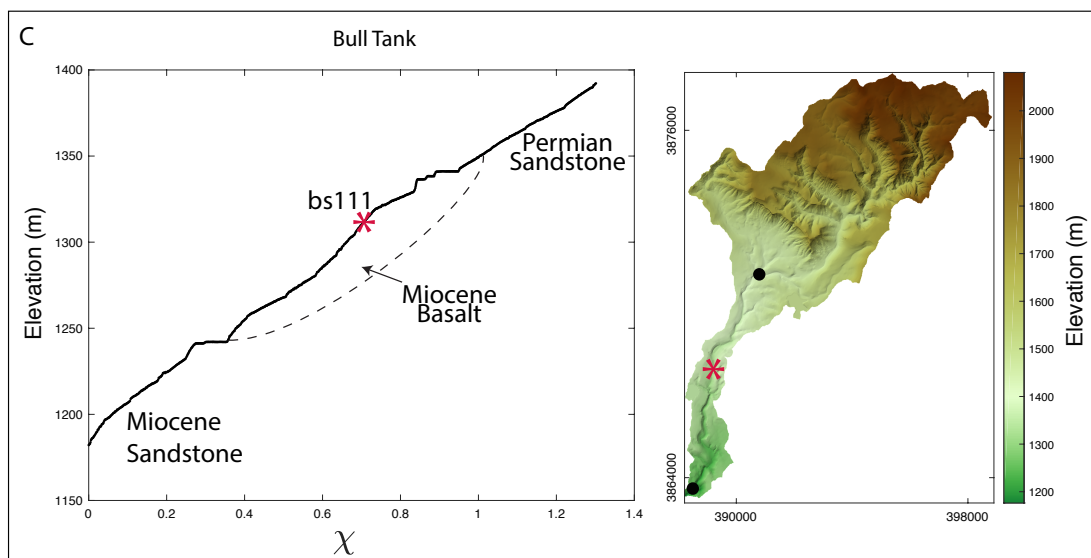 C
Bull Tank
Elevation (m)
1400
1350
1300
1250
1200
1150
0
0.2
0.4
0.6
0.8
1
1.2
1.4
χ
bs111
Permian
Sandstone
Miocene
Basalt
Miocene
Sandstone
3876000
3864000
390000
398000
2000
1900
1800
1700
1600
1500
1400
1300
1200
Elevation (m)